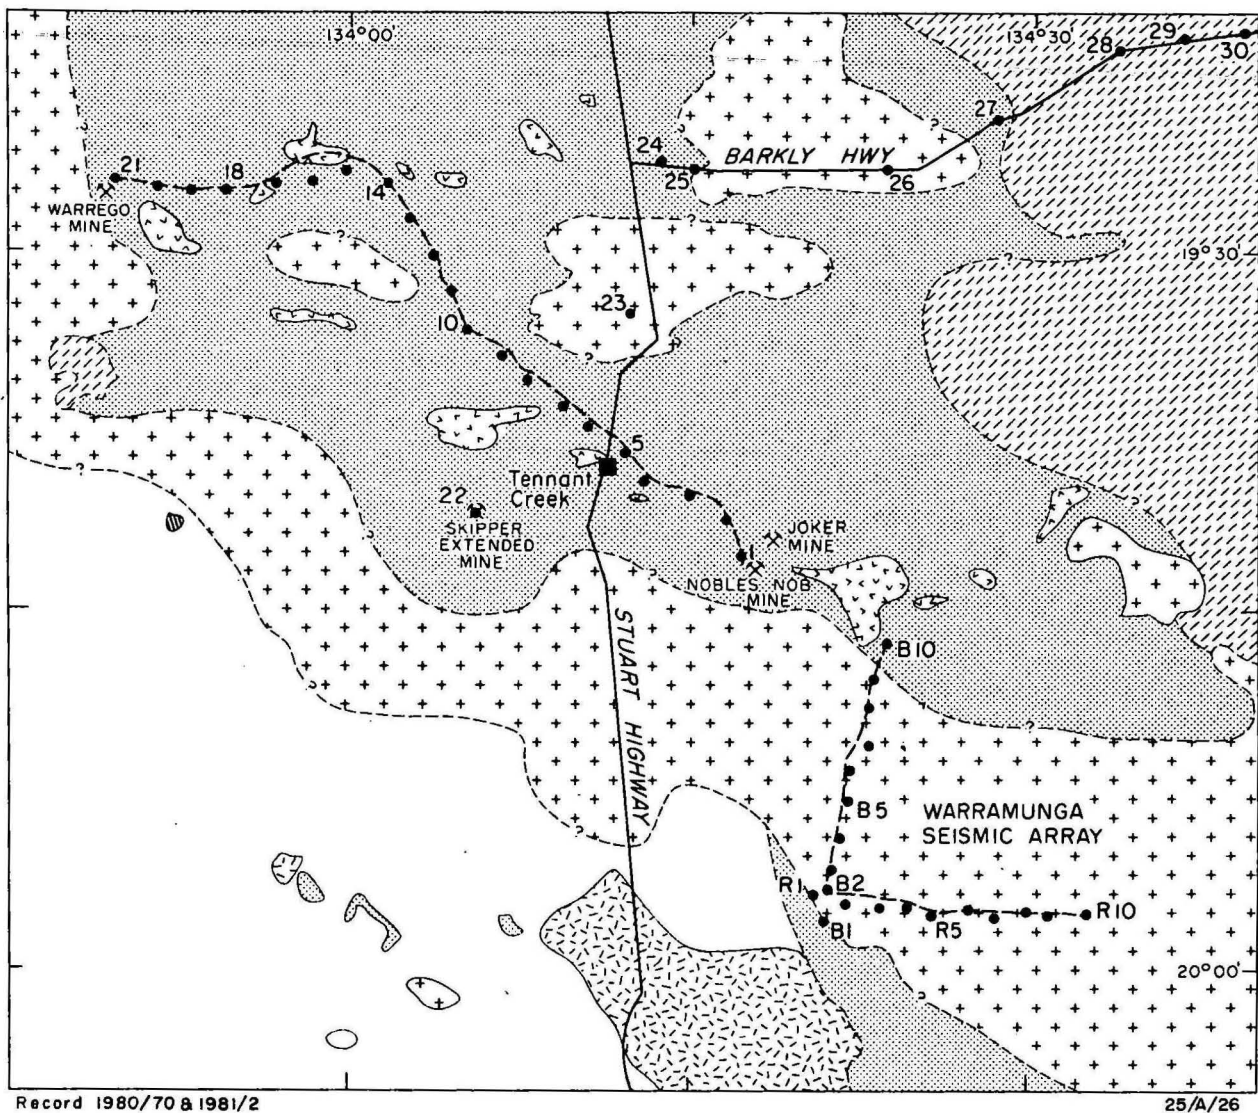 134°00'
134°30'
29
28
30
27
24
BARKLY HWY
25
26
21
18
14
WARREGO
MINE
19°30'
23
10
5
Tennant
Creek
22
SKIPPER
EXTENDED
MINE
JOKER
MINE
1
NOBLES NOB
MINE
STUART HIGHWAY
B10
B5
WARRAMUNGA
SEISMIC ARRAY
R1
B2
R5
R10
B1
20°00'
Record 1980/70 & 1981/2
25/A/26